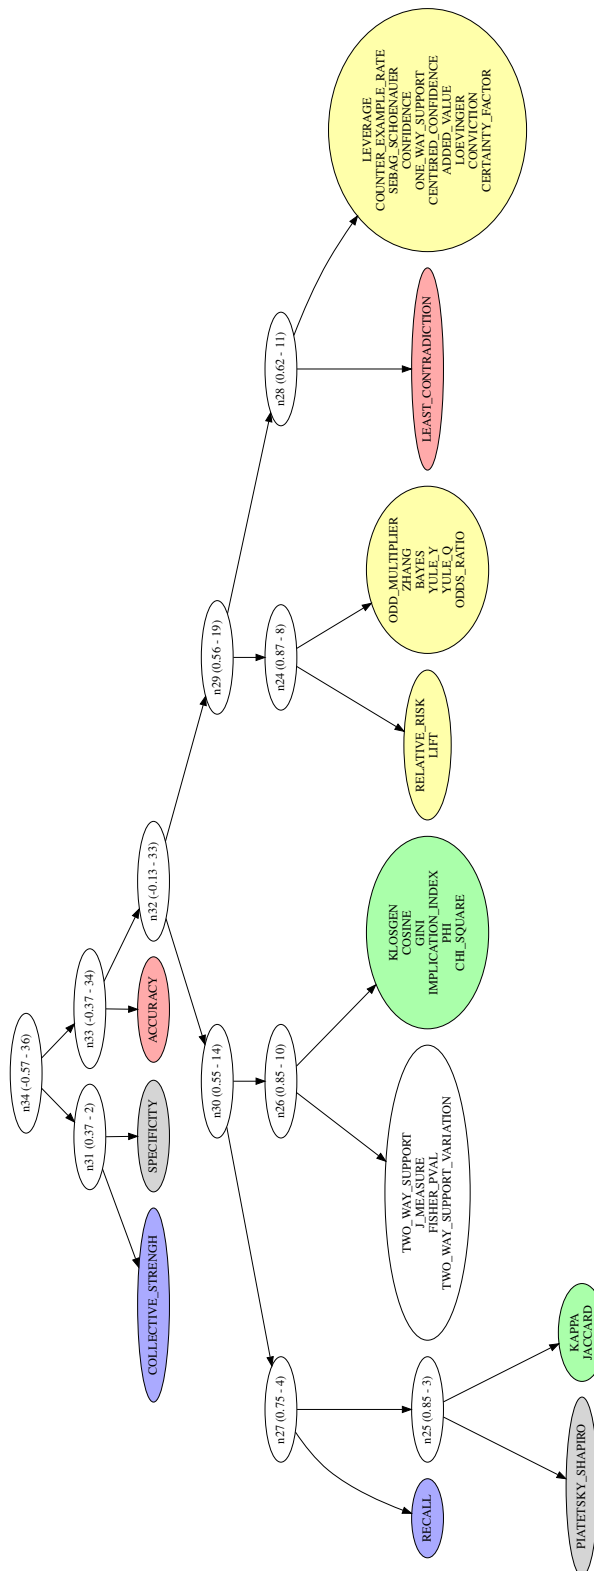 n34 (-0.57 - 36)
n31 (0.37 - 2)
n33 (-0.37 - 34)
COLLECTIVE_STRENGH
SPECIFICITY
ACCURACY
n32 (-0.13 - 33)
n30 (0.55 - 14)
n29 (0.56 - 19)
n27 (0.75 - 4)
n26 (0.85 - 10)
n24 (0.87 - 8)
n28 (0.62 - 11)
RECALL
n25 (0.85 - 3)
TWO_WAY_SUPPORT
J_MEASURE
FISHER_PVAL
TWO_WAY_SUPPORT_VARIATION
KLOSGEN
COSINE
GINI
IMPLICATION_INDEX
PHI
CHI_SQUARE
RELATIVE_RISK
LIFT
ODD_MULTIPLIER
ZHANG
BAYES
YULE_Y
YULE_Q
ODDS_RATIO
LEAST_CONTRADICTION
LEVERAGE
COUNTER_EXAMPLE_RATE
SEBAG_SCHOENAUER
CONFIDENCE
ONE_WAY_SUPPORT
CENTERED_CONFIDENCE
ADDED_VALUE
LOEVINGER
CONVICTION
CERTAINTY_FACTOR
PIATETSKY_SHAPIRO
KAPPA
JACCARD